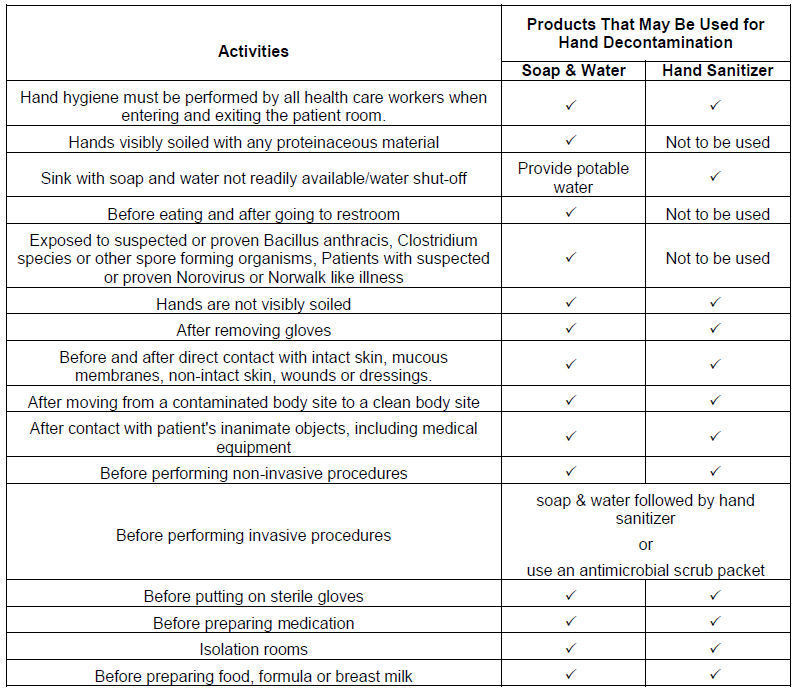 Activities
Products That May Be Used for
Hand Decontamination
Soap & Water
Hand Sanitizer
Hand hygiene must be performed by all health care workers when
entering and exiting the patient room.
✓
✓
Hands visibly soiled with any proteinaceous material
✓
Not to be used
Sink with soap and water not readily available/water shut-off
Provide potable
water
✓
Before eating and after going to restroom
✓
Not to be used
Exposed to suspected or proven Bacillus anthracis, Clostridium
species or other spore forming organisms, Patients with suspected
or proven Norovirus or Norwalk like illness
✓
Not to be used
Hands are not visibly soiled
✓
✓
After removing gloves
✓
✓
Before and after direct contact with intact skin, mucous
membranes, non-intact skin, wounds or dressings.
✓
✓
After moving from a contaminated body site to a clean body site
✓
✓
After contact with patient's inanimate objects, including medical
equipment
✓
✓
Before performing non-invasive procedures
✓
✓
Before performing invasive procedures
soap & water followed by hand
sanitizer
or
use an antimicrobial scrub packet
Before putting on sterile gloves
✓
✓
Before preparing medication
✓
✓
Isolation rooms
✓
✓
Before preparing food, formula or breast milk
✓
✓